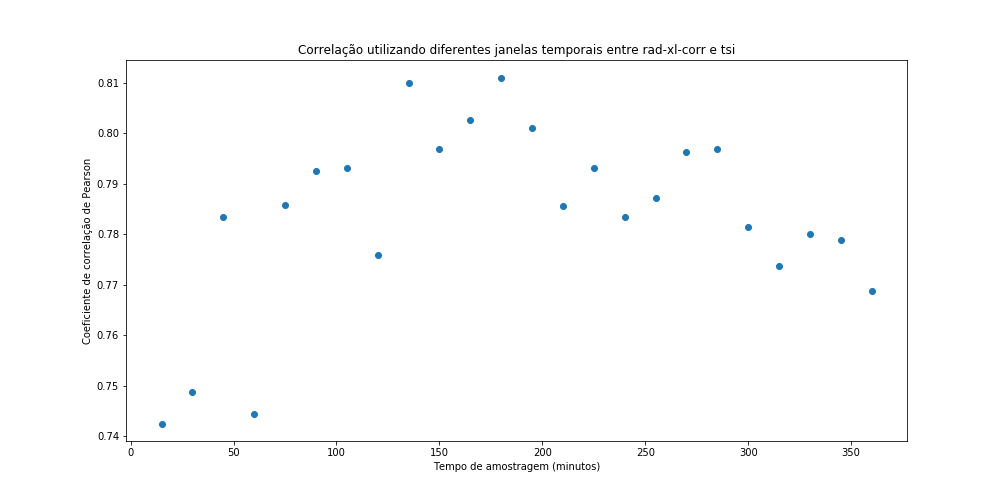 Correlação utilizando diferentes janelas temporais entre rad-xl-corr e tsi
0.81
0.80
0.79
0.78
0.77
0.76
0.75
0.74
Coeficiente de correlação de Pearson
0 50 100 150 200 250 300 350
Tempo de amostragem (minutos)